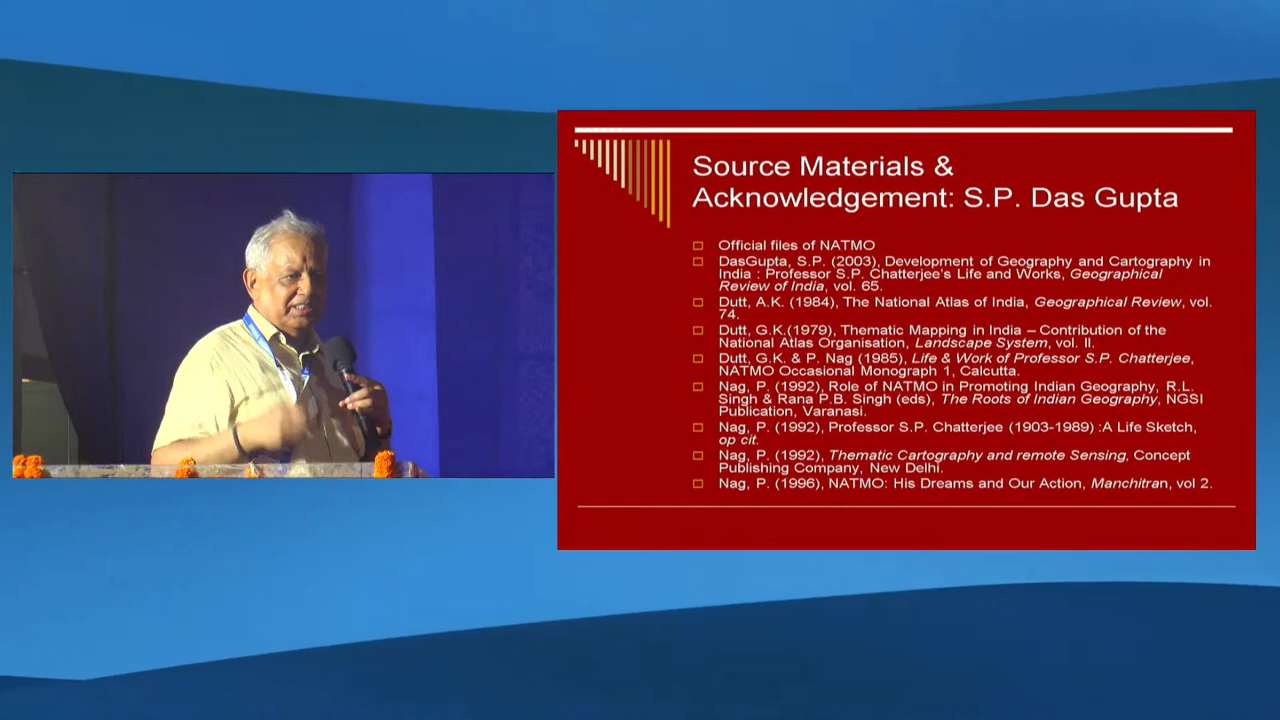 Source Materials &
Acknowledgement: S.P. Das Gupta
Official files of NATMO
DasGupta, S.P. (2003), Development of Geography and Cartography in
India : Professor S.P. Chatterjee's Life and Works, Geographical
Review of India, vol. 65.
Dutt, A.K. (1984), The National Atlas of India, Geographical Review, vol.
74.
Dutt, G.K.(1979), Thematic Mapping in India – Contribution of the
National Atlas Organisation, Landscape System, vol. II.
Dutt, G.K. & P. Nag (1985), Life & Work of Professor S.P. Chatterjee,
NATMO Occasional Monograph 1, Calcutta.
Nag, P. (1992), Role of NATMO in Promoting Indian Geography, R.L.
Singh & Rana P.B. Singh (eds), The Roots of Indian Geography, NGSI
Publication, Varanasi.
Nag, P. (1992), Professor S.P. Chatterjee (1903-1989) :A Life Sketch,
op cit.
Nag, P. (1992), Thematic Cartography and remote Sensing, Concept
Publishing Company, New Delhi.
Nag, P. (1996), NATMO: His Dreams and Our Action, Manchitran, vol 2.